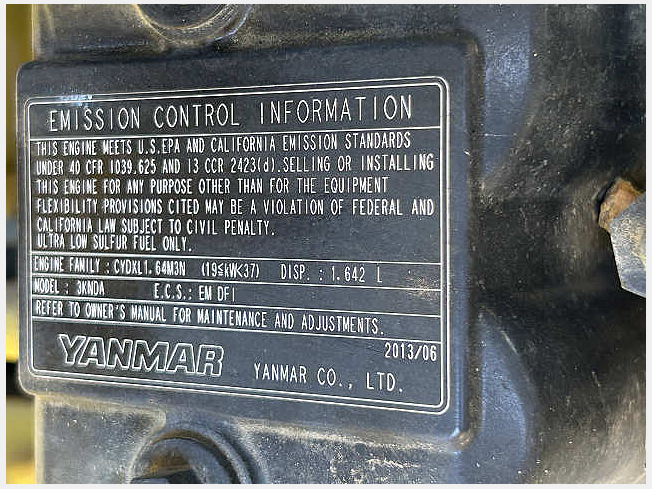 EMISSION CONTROL INFORMATION
THIS ENGINE MEETS U.S.EPA AND CALIFORNIA EMISSION STANDARDS
UNDER 40 CFR 1039.625 AND 13 CCR 2423(d).SELLING OR INSTALLING
THIS ENGINE FOR ANY PURPOSE OTHER THAN FOR THE EQUIPMENT
FLEXIBILITY PROVISIONS CITED MAY BE A VIOLATION OF FEDERAL AND
CALIFORNIA LAW SUBJECT TO CIVIL PENALTY.
ULTRA LOW SULFUR FUEL ONLY.
ENGINE FAMILY : CYDXL1.64M3N (19≤kW<37) DISP. : 1.642 L
MODEL : 3KNDA E.C.S.: EM DFI
REFER TO OWNER'S MANUAL FOR MAINTENANCE AND ADJUSTMENTS.
2013/06
YANMAR YANMAR CO., LTD.